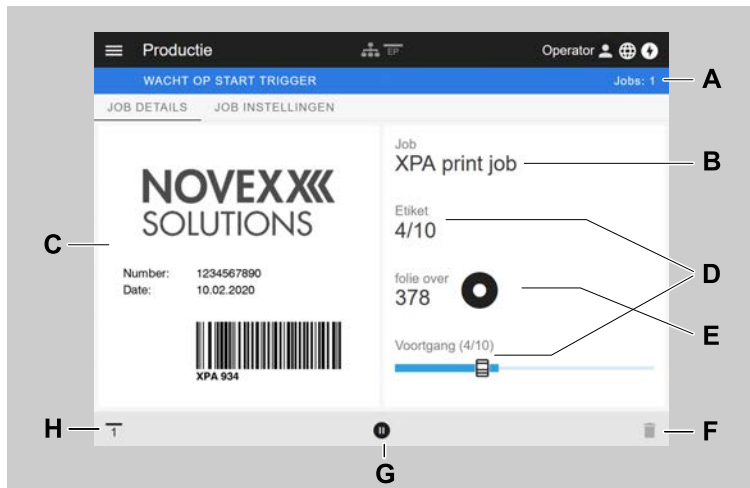 Productie
EP
Operator
WACHT OP START TRIGGER
Jobs: 1
A
JOB DETAILS
JOB INSTELLINGEN
Job
XPA print job
B
NOVEXX
SOLUTIONS
C
Etiket
4/10
D
Number: 1234567890
Date: 10.02.2020
folie over
378
E
Voortgang (4/10)
XPA 934
H
1
F
G